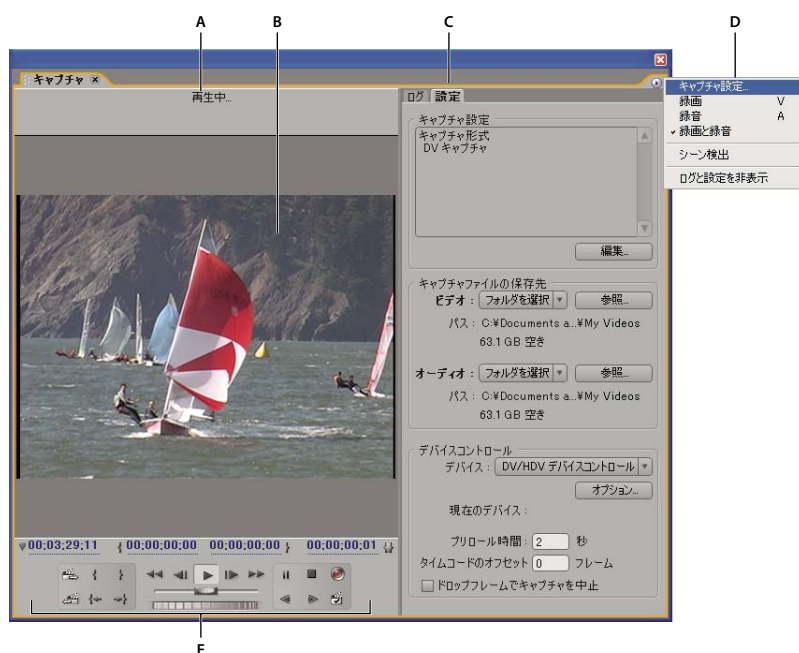 A
B
C
D
キャプチャ ×
再生中...
ログ 設定
キャプチャ設定
キャプチャ形式
DV キャプチャ
編集...
キャプチャファイルの保存先
ビデオ : フォルダを選択 参照...
パス : C:¥Documents a..¥My Videos
63.1 GB 空き
オーディオ : フォルダを選択 参照...
パス : C:¥Documents a..¥My Videos
63.1 GB 空き
デバイスコントロール
デバイス : DV/HDV デバイスコントロール
オプション...
現在のデバイス :
プリロール時間 : 2 秒
タイムコードのオフセット 0 フレーム
ドロップフレームでキャプチャを中止
キャプチャ設定...
録画 V
録音 A
録画と録音
シーン検出
ログと設定を非表示
00;03;29;11 { 00;00;00;00 00;00;00;00 } 00;00;00;01 {}
E